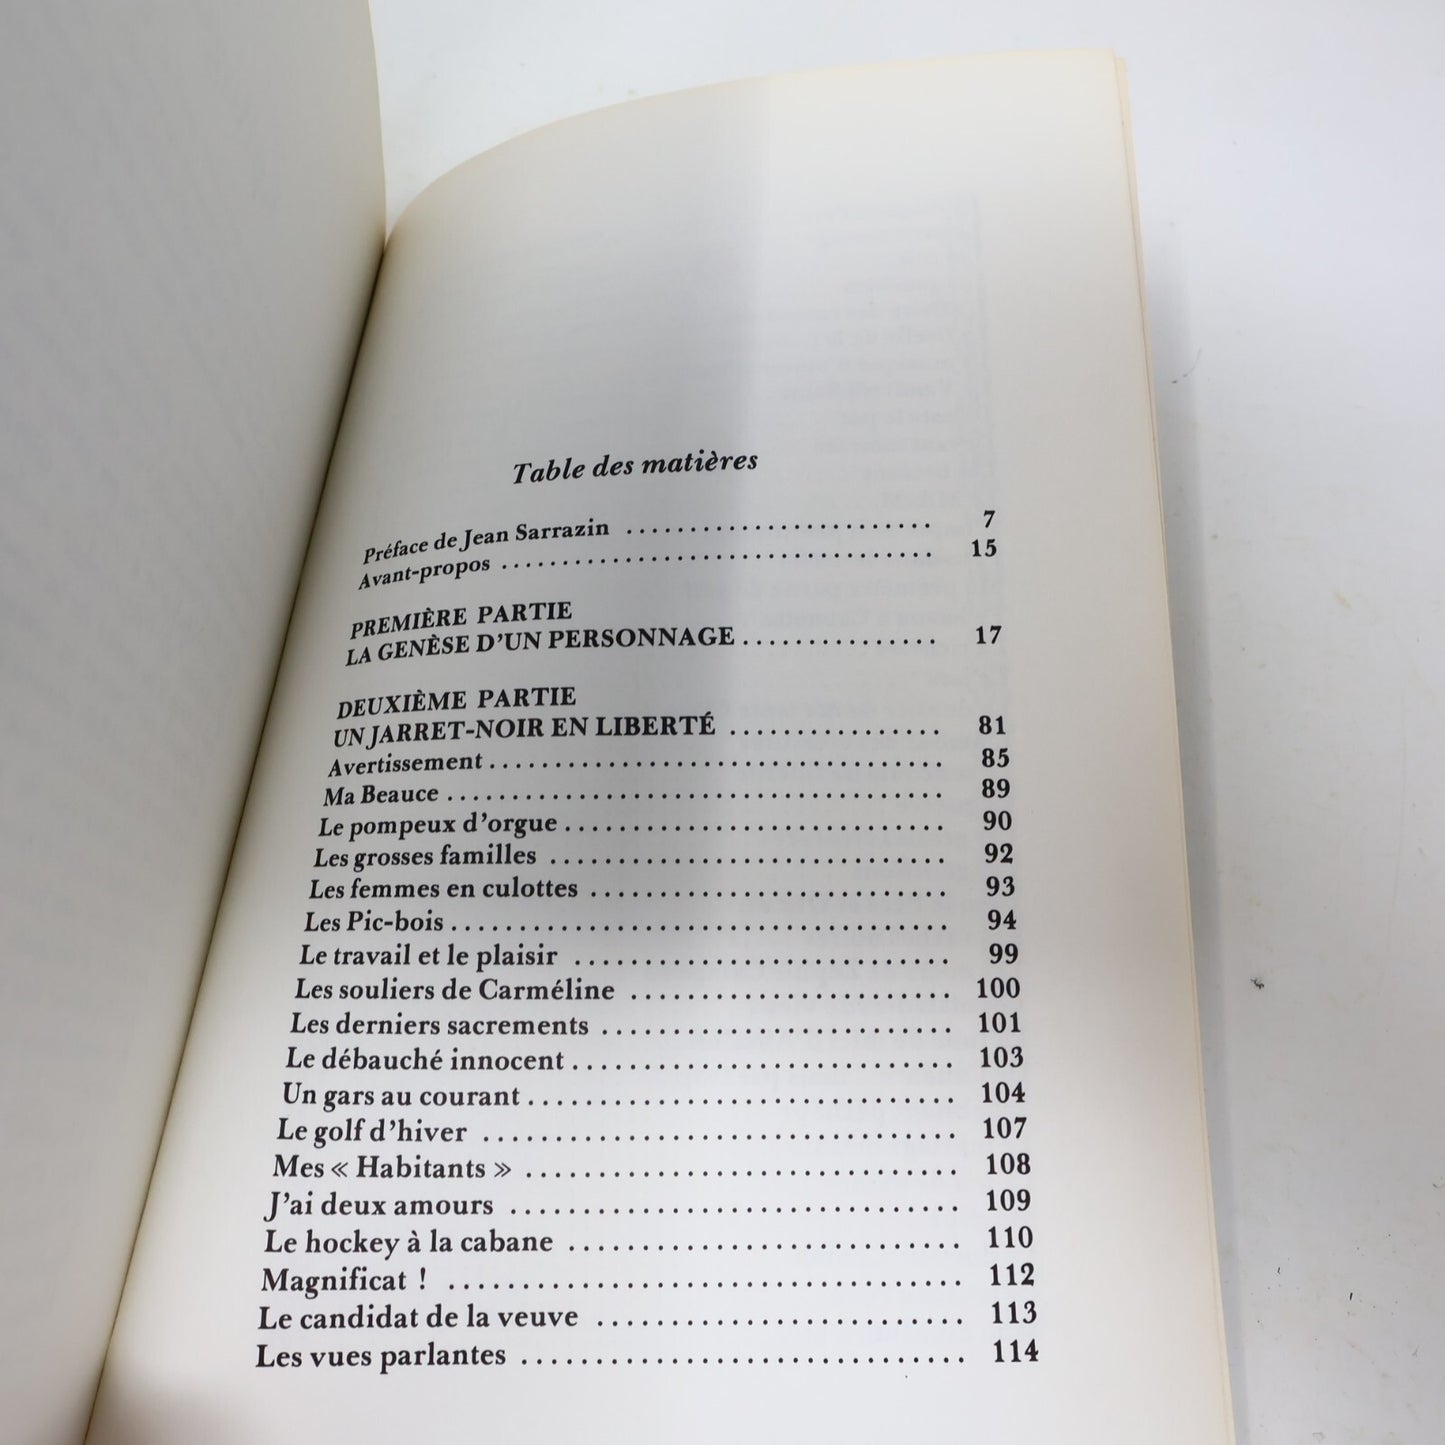 Table des matières
Préface de Jean Sarrazin ........................ 7
Avant-propos .................................. 15
PREMIÈRE PARTIE
LA GENÈSE D'UN PERSONNAGE ................ 17
DEUXIÈME PARTIE
UN JARRET-NOIR EN LIBERTÉ ................ 81
Avertissement .................................... 85
Ma Beauce ....................................... 89
Le pompeux d'orgue ............................. 90
Les grosses familles ............................... 92
Les femmes en culottes ............................ 93
Les Pic-bois ...................................... 94
Le travail et le plaisir ............................. 99
Les souliers de Carméline ......................... 100
Les derniers sacrements ........................... 101
Le débauché innocent ............................. 103
Un gars au courant ................................ 104
Le golf d'hiver ................................... 107
Mes « Habitants » ................................. 108
J'ai deux amours .................................. 109
Le hockey à la cabane ............................. 110
Magnificat ! ...................................... 112
Le candidat de la veuve ........................... 113
Les vues parlantes ................................ 114